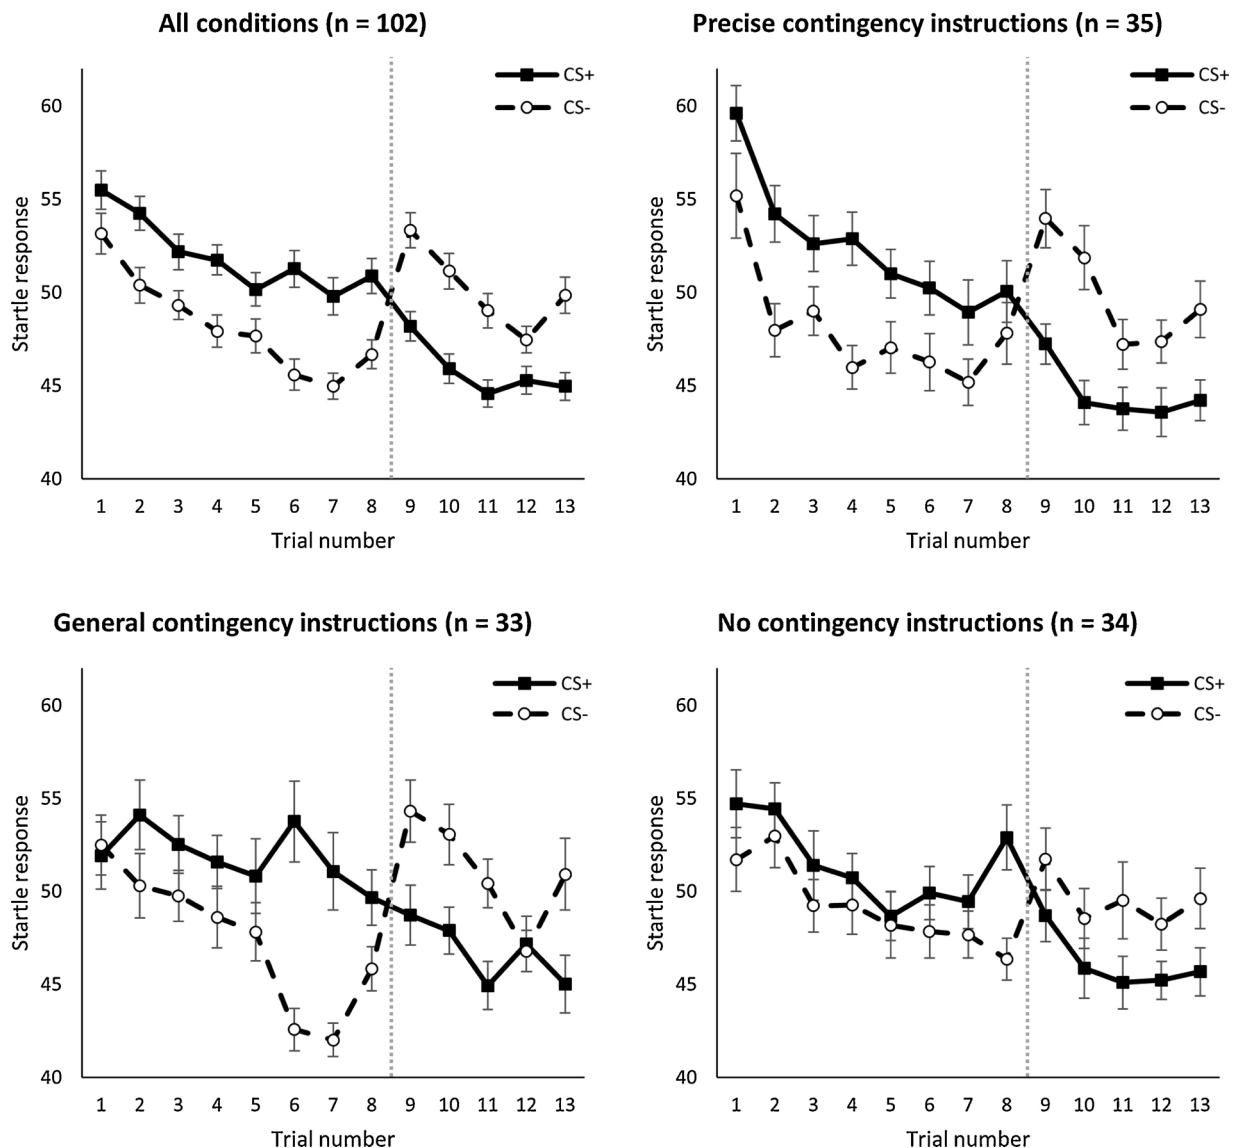 All conditions (n = 102)
CS+
CS-
60
55
50
45
40
Startle response
1 2 3 4 5 6 7 8 9 10 11 12 13
Trial number
Precise contingency instructions (n = 35)
CS+
CS-
60
55
50
45
40
Startle response
1 2 3 4 5 6 7 8 9 10 11 12 13
Trial number
General contingency instructions (n = 33)
CS+
CS-
60
55
50
45
40
Startle response
1 2 3 4 5 6 7 8 9 10 11 12 13
Trial number
No contingency instructions (n = 34)
CS+
CS-
60
55
50
45
40
Startle response
1 2 3 4 5 6 7 8 9 10 11 12 13
Trial number